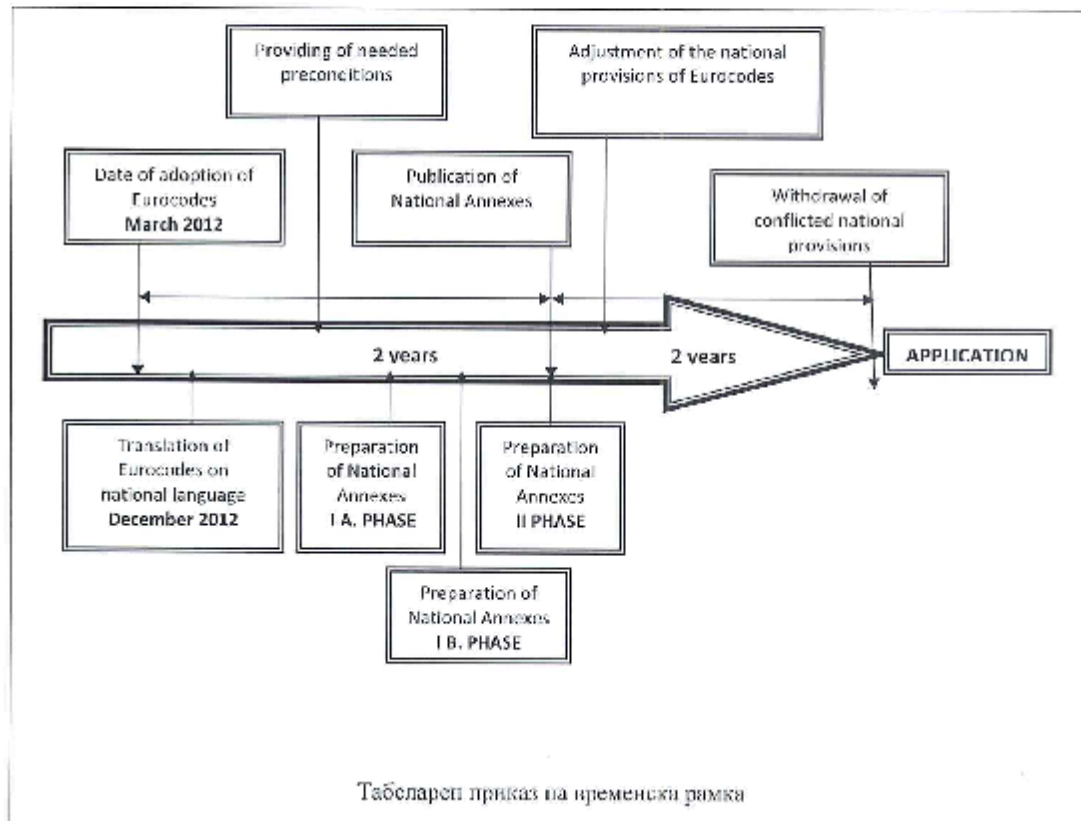 Providing of needed
preconditions
Adjustment of the national
provisions of Eurocodes
Date of adoption of
Eurocodes
March 2012
Publication of
National Annexes
Withdrawal of
conflicted national
provisions
2 years
2 years
APPLICATION
Translation of
Eurocodes on
national language
December 2012
Preparation
of National
Annexes
I A. PHASE
Preparation
of National
Annexes
II PHASE
Preparation of
National Annexes
I B. PHASE
Табеларен приказ на временска рамка